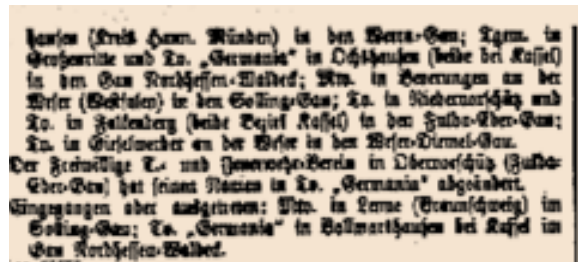 hausen (Kreis Hann. Münden) in den Werra-Gau; Tgem. in
Großenritte und Tv. „Germania" in Ochshausen (beide bei Kassel)
in den Gau Nordhessen-Waldeck; Mtv. in Beverungen an der
Weser (Westfalen) in den Solling-Gau; Tv. in Niedervorschütz und
Tv. in Falkenberg (beide Bezirk Kassel) in den Fulda-Eder-Gau;
Tv. in Gieselwerder an der Weser in den Weser-Diemel-Gau.
Der Freiwillige T.- und Feuerwehr-Verein in Obervorschütz (Fulda-
Eder-Gau) hat seinen Namen in Tv. „Germania" abgeändert.
Eingegangen aber ausgetreten: Mtv. in Lerne (Braunschweig) im
Solling-Gau; Tv. „Germania" in Vollmarshausen bei Kassel im
Gau Nordhessen-Waldeck.